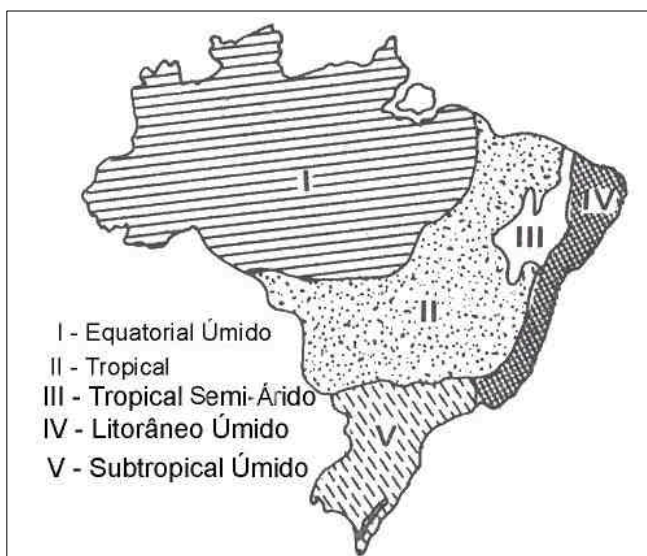 I
IV
III
II
I - Equatorial Úmido
II - Tropical
III - Tropical Semi-Árido
IV - Litorâneo Úmido
V - Subtropical Úmido
V